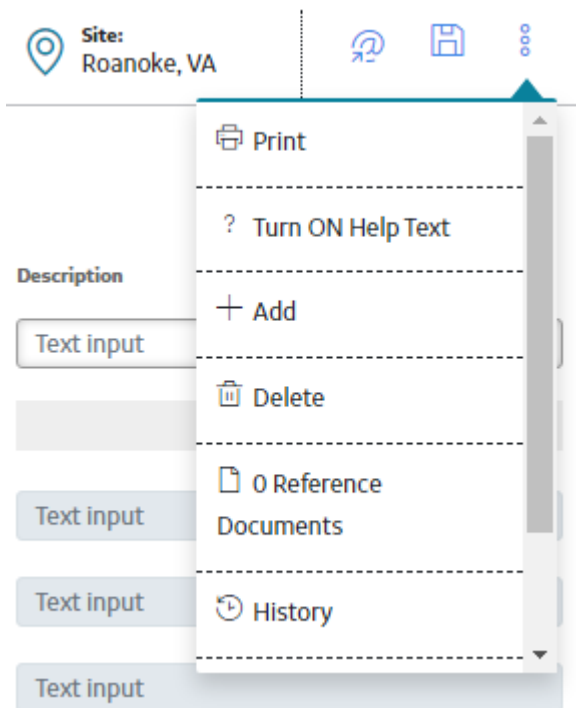 Site:
Roanoke, VA
Print
? Turn ON Help Text
Description
Add
Text input
Delete
0 Reference
Documents
Text input
Text input
History
Text input